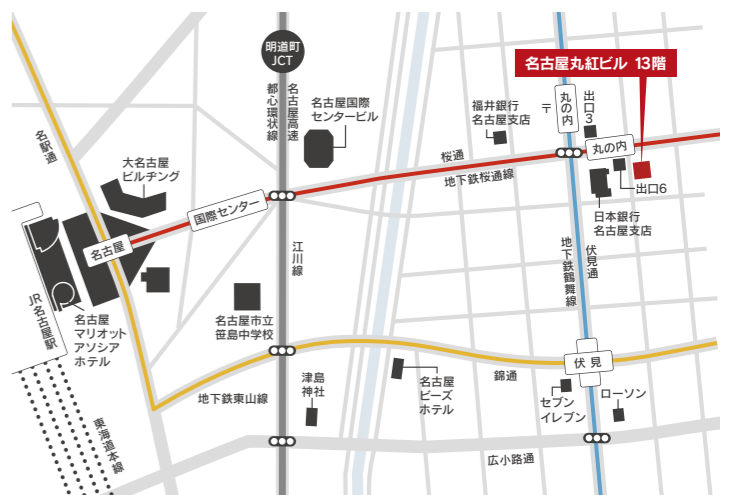 明道町
JCT
名古屋丸紅ビル 13階
都心環状線
名古屋高速
名古屋国際
センタービル
福井銀行
名古屋支店
〒
丸の内
出口3
丸の内
名駅通
大名古屋
ビルヂング
桜通
地下鉄桜通線
出口6
国際センター
日本銀行
名古屋支店
名古屋
江川線
地下鉄鶴舞線
伏見通
JR名古屋駅
名古屋
マリオット
アソシア
ホテル
名古屋市立
笹島中学校
伏見
津島
神社
名古屋
ビーズ
ホテル
錦通
地下鉄東山線
セブン
イレブン
ローソン
東海道本線
広小路通